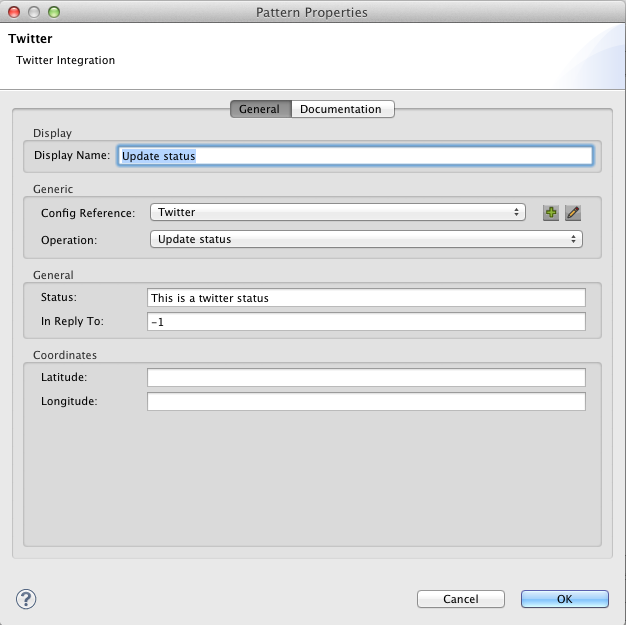 Pattern Properties
Twitter
Twitter Integration
General Documentation
Display
Display Name: Update status
Generic
Config Reference: Twitter
Operation: Update status
General
Status: This is a twitter status
In Reply To: -1
Coordinates
Latitude:
Longitude:
? Cancel OK